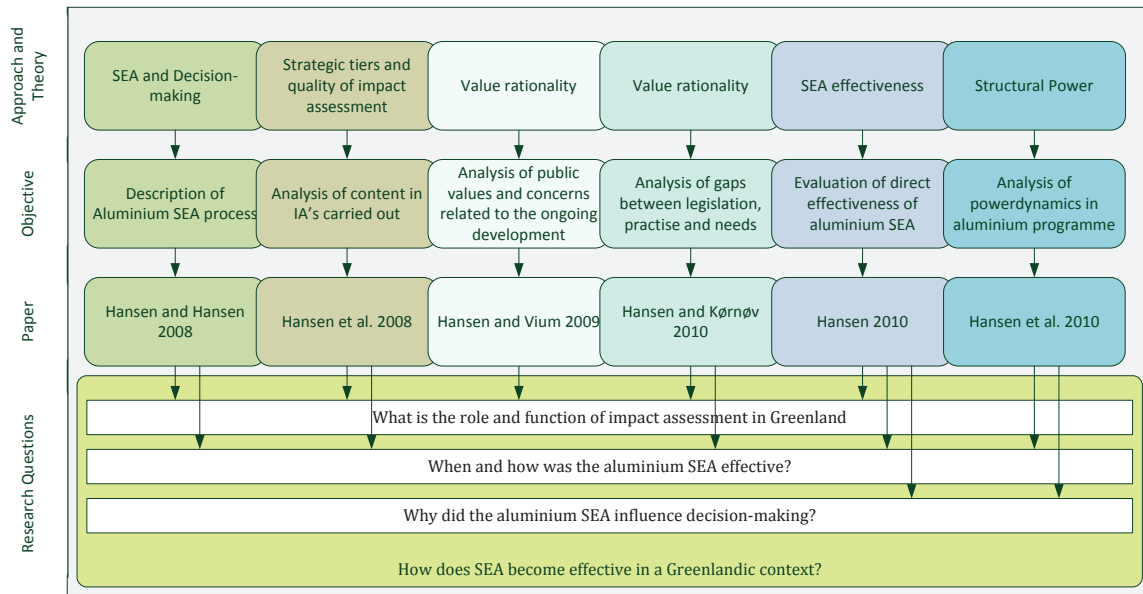 Approach and
Theory
SEA and Decision-
making
Strategic tiers and
quality of impact
assessment
Value rationality
Value rationality
SEA effectiveness
Structural Power
Objective
Description of
Aluminium SEA process
Analysis of content in
IA's carried out
Analysis of public
values and concerns
related to the ongoing
development
Analysis of gaps
between legislation,
practise and needs
Evaluation of direct
effectiveness of
aluminium SEA
Analysis of
powerdynamics in
aluminium programme
Paper
Hansen and Hansen
2008
Hansen et al. 2008
Hansen and Vium 2009
Hansen and Kørnøv
2010
Hansen 2010
Hansen et al. 2010
Research Questions
What is the role and function of impact assessment in Greenland
When and how was the aluminium SEA effective?
Why did the aluminium SEA influence decision-making?
How does SEA become effective in a Greenlandic context?